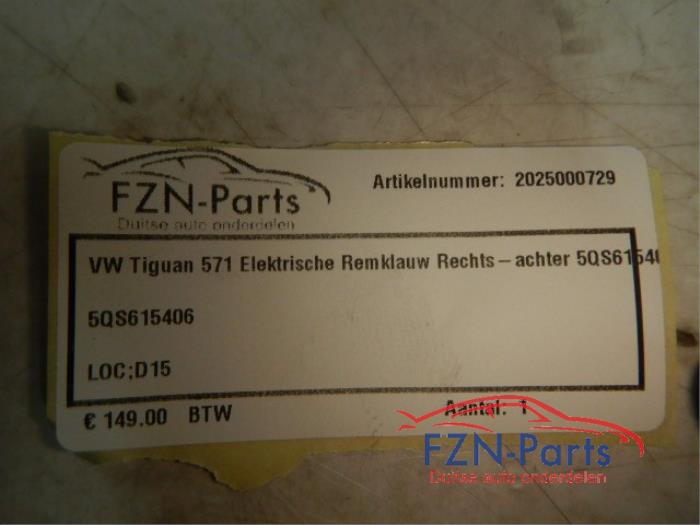 FZN-Parts
Duitse auto onderdelen
Artikelnummer: 2025000729
VW Tiguan 571 Elektrische Remklauw Rechts-achter 5QS61540
5QS615406
LOC;D15
€ 149.00 BTW
Aantal: 1
FZN-Parts
Duitse auto onderdelen